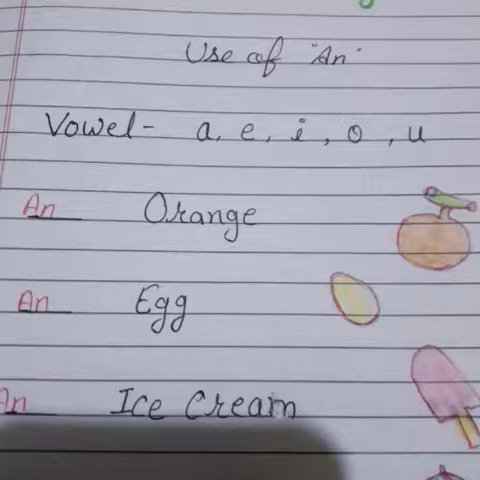 Use of "An"
Vowel- a, e, i, o, u
An Orange
An Egg
An Ice Cream